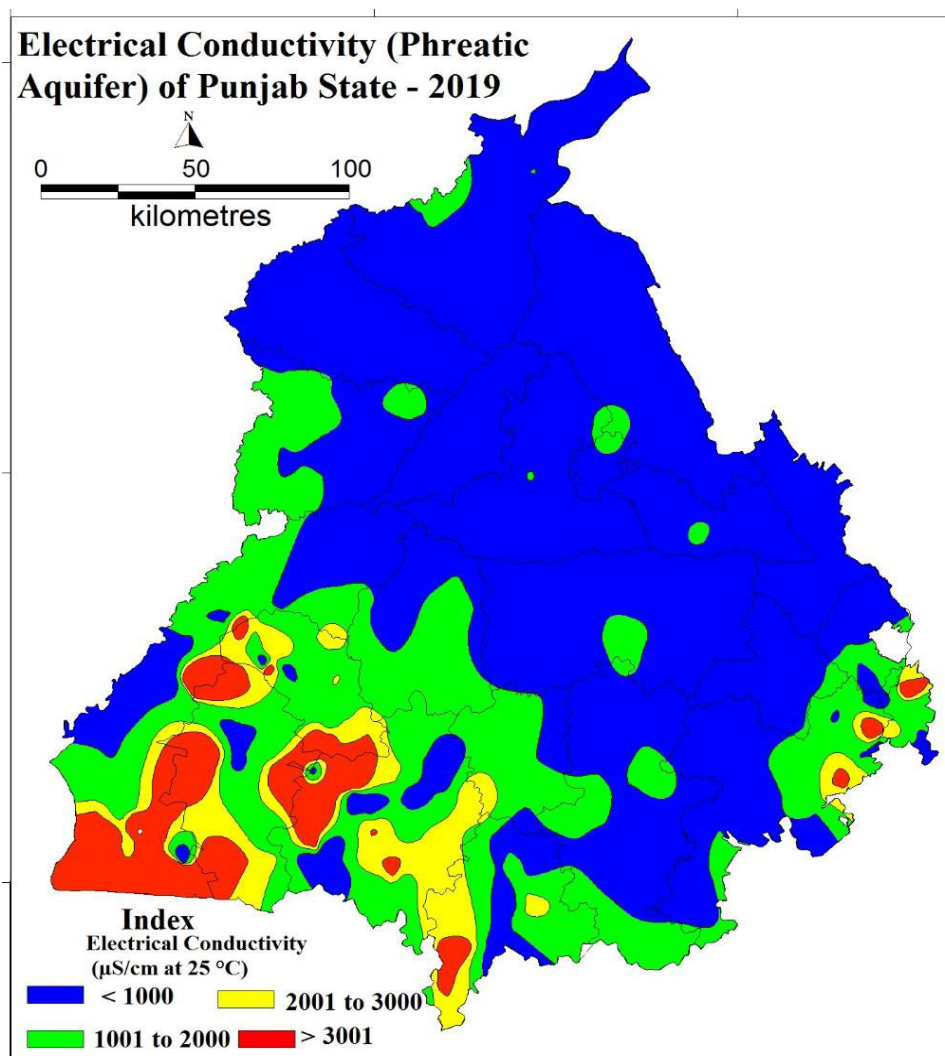 Electrical Conductivity (Phreatic
Aquifer) of Punjab State - 2019
N
0 50 100
kilometres
Index
Electrical Conductivity
(µS/cm at 25 °C)
< 1000 2001 to 3000
1001 to 2000 > 3001